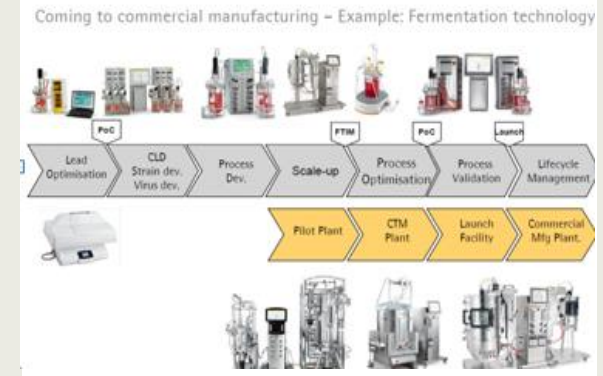 Coming to commercial manufacturing – Example: Fermentation technology
PoC
FTIM
PoC
Launch
Lead
Optimisation
CLD
Strain dev.
Virus dev.
Process
Dev.
Scale-up
Process
Optimisation
Process
Validation
Lifecycle
Management
Pilot Plant
CTM
Plant
Launch
Facility
Commercial
Mfg Plant.